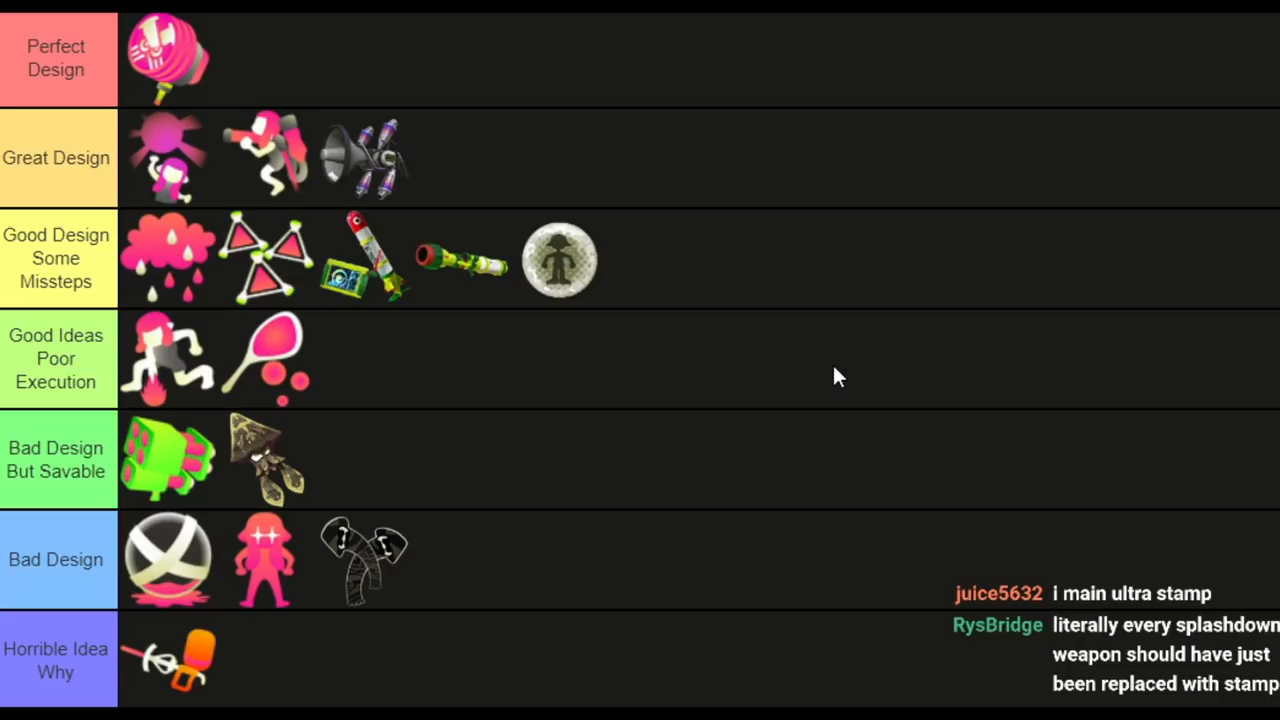 Perfect
Design
Great Design
Good Design
Some
Missteps
Good Ideas
Poor
Execution
Bad Design
But Savable
Bad Design
Horrible Idea
Why
juice5632 i main ultra stamp
RysBridge literally every splashdown
weapon should have just
been replaced with stamp